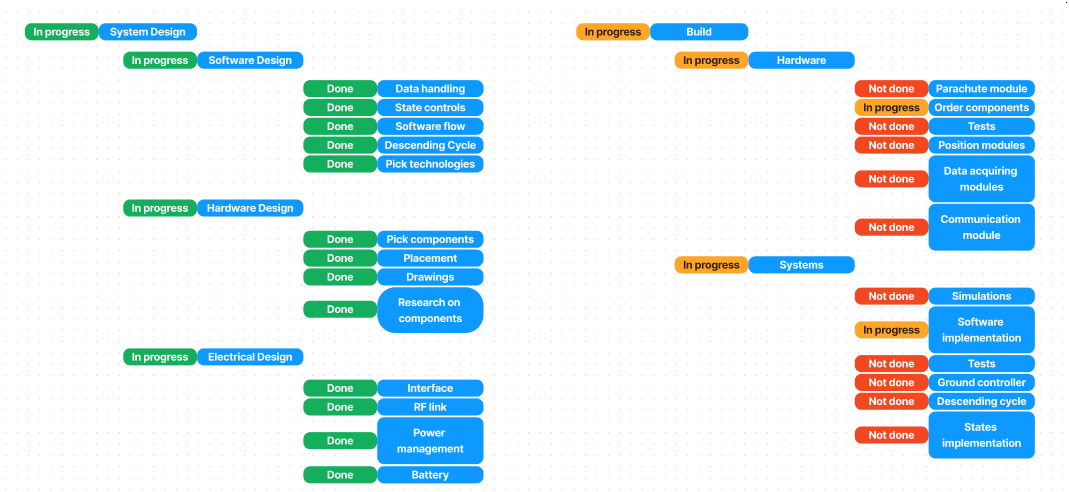 In progress System Design
In progress Software Design
Done Data handling
Done State controls
Done Software flow
Done Descending Cycle
Done Pick technologies
In progress Hardware Design
Done Pick components
Done Placement
Done Drawings
Done Research on
components
In progress Electrical Design
Done Interface
Done RF link
Done Power
management
Done Battery
In progress Build
In progress Hardware
Not done Parachute module
In progress Order components
Not done Tests
Not done Position modules
Not done Data acquiring
modules
Not done Communication
module
In progress Systems
Not done Simulations
In progress Software
implementation
Not done Tests
Not done Ground controller
Not done Descending cycle
Not done States
implementation